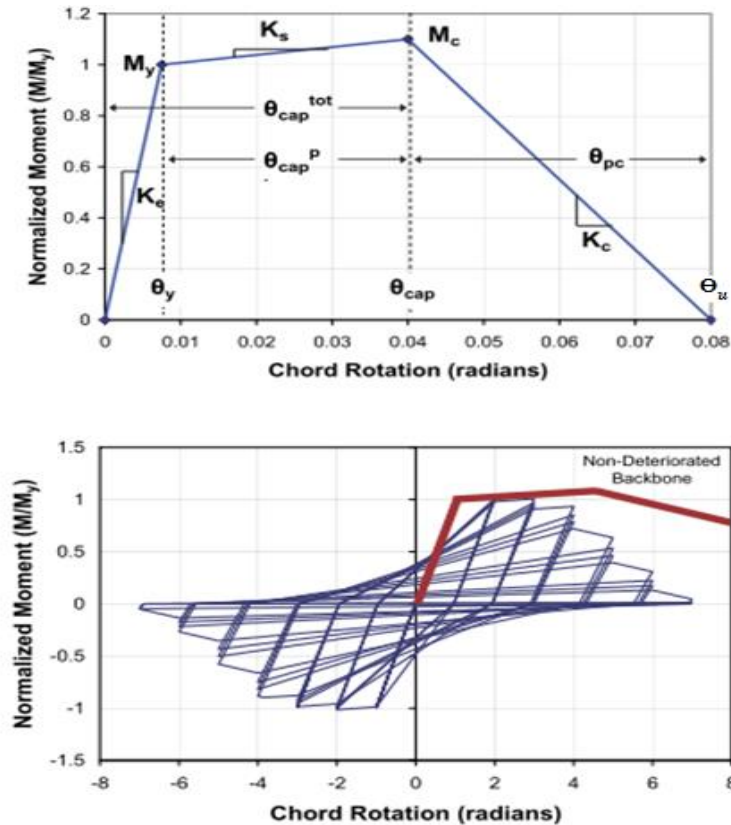 Normalized Moment (M/My)
1.2
1
0.8
0.6
0.4
0.2
0
Ks
My
Mc
θcap tot
θcap p
θpc
Ke
Kc
θy
θcap
Θu
0 0.01 0.02 0.03 0.04 0.05 0.06 0.07 0.08
Chord Rotation (radians)
Normalized Moment (M/My)
1.5
1
0.5
0
-0.5
-1
-1.5
Non-Deteriorated
Backbone
-8 -6 -4 -2 0 2 4 6 8
Chord Rotation (radians)